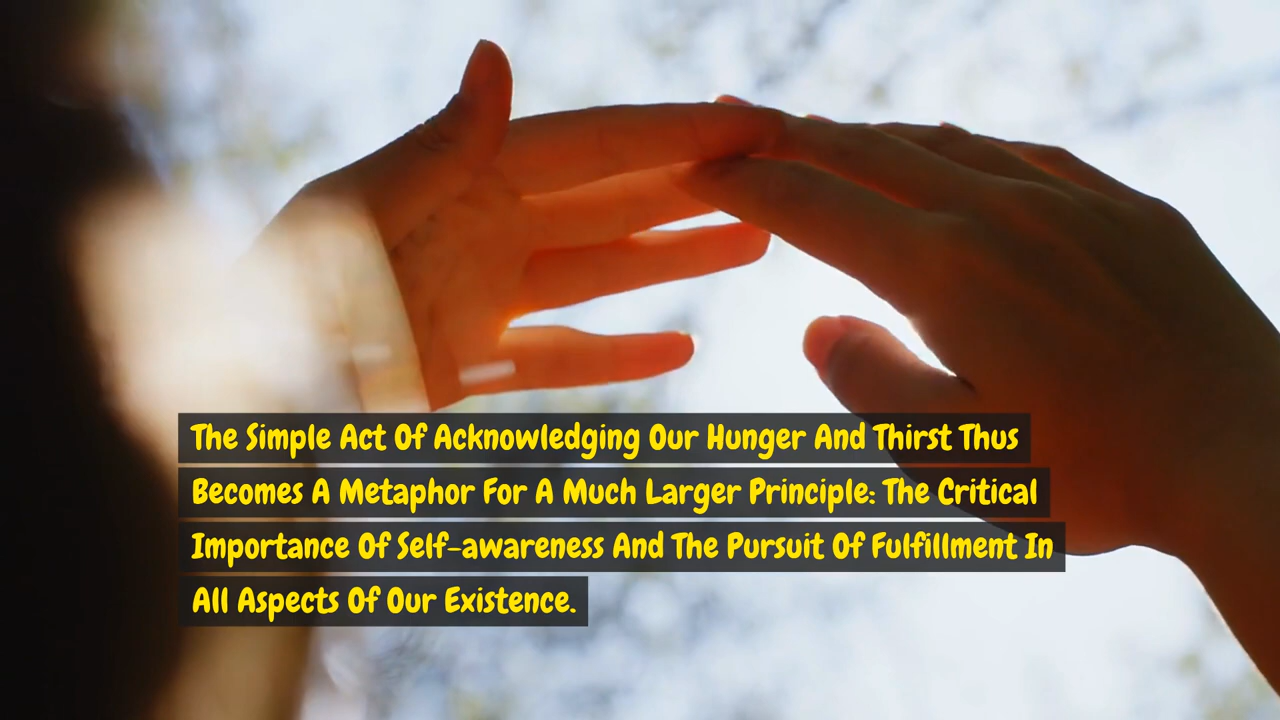 The Simple Act Of Acknowledging Our Hunger And Thirst Thus
Becomes A Metaphor For A Much Larger Principle: The Critical
Importance Of Self-awareness And The Pursuit Of Fulfillment In
All Aspects Of Our Existence.